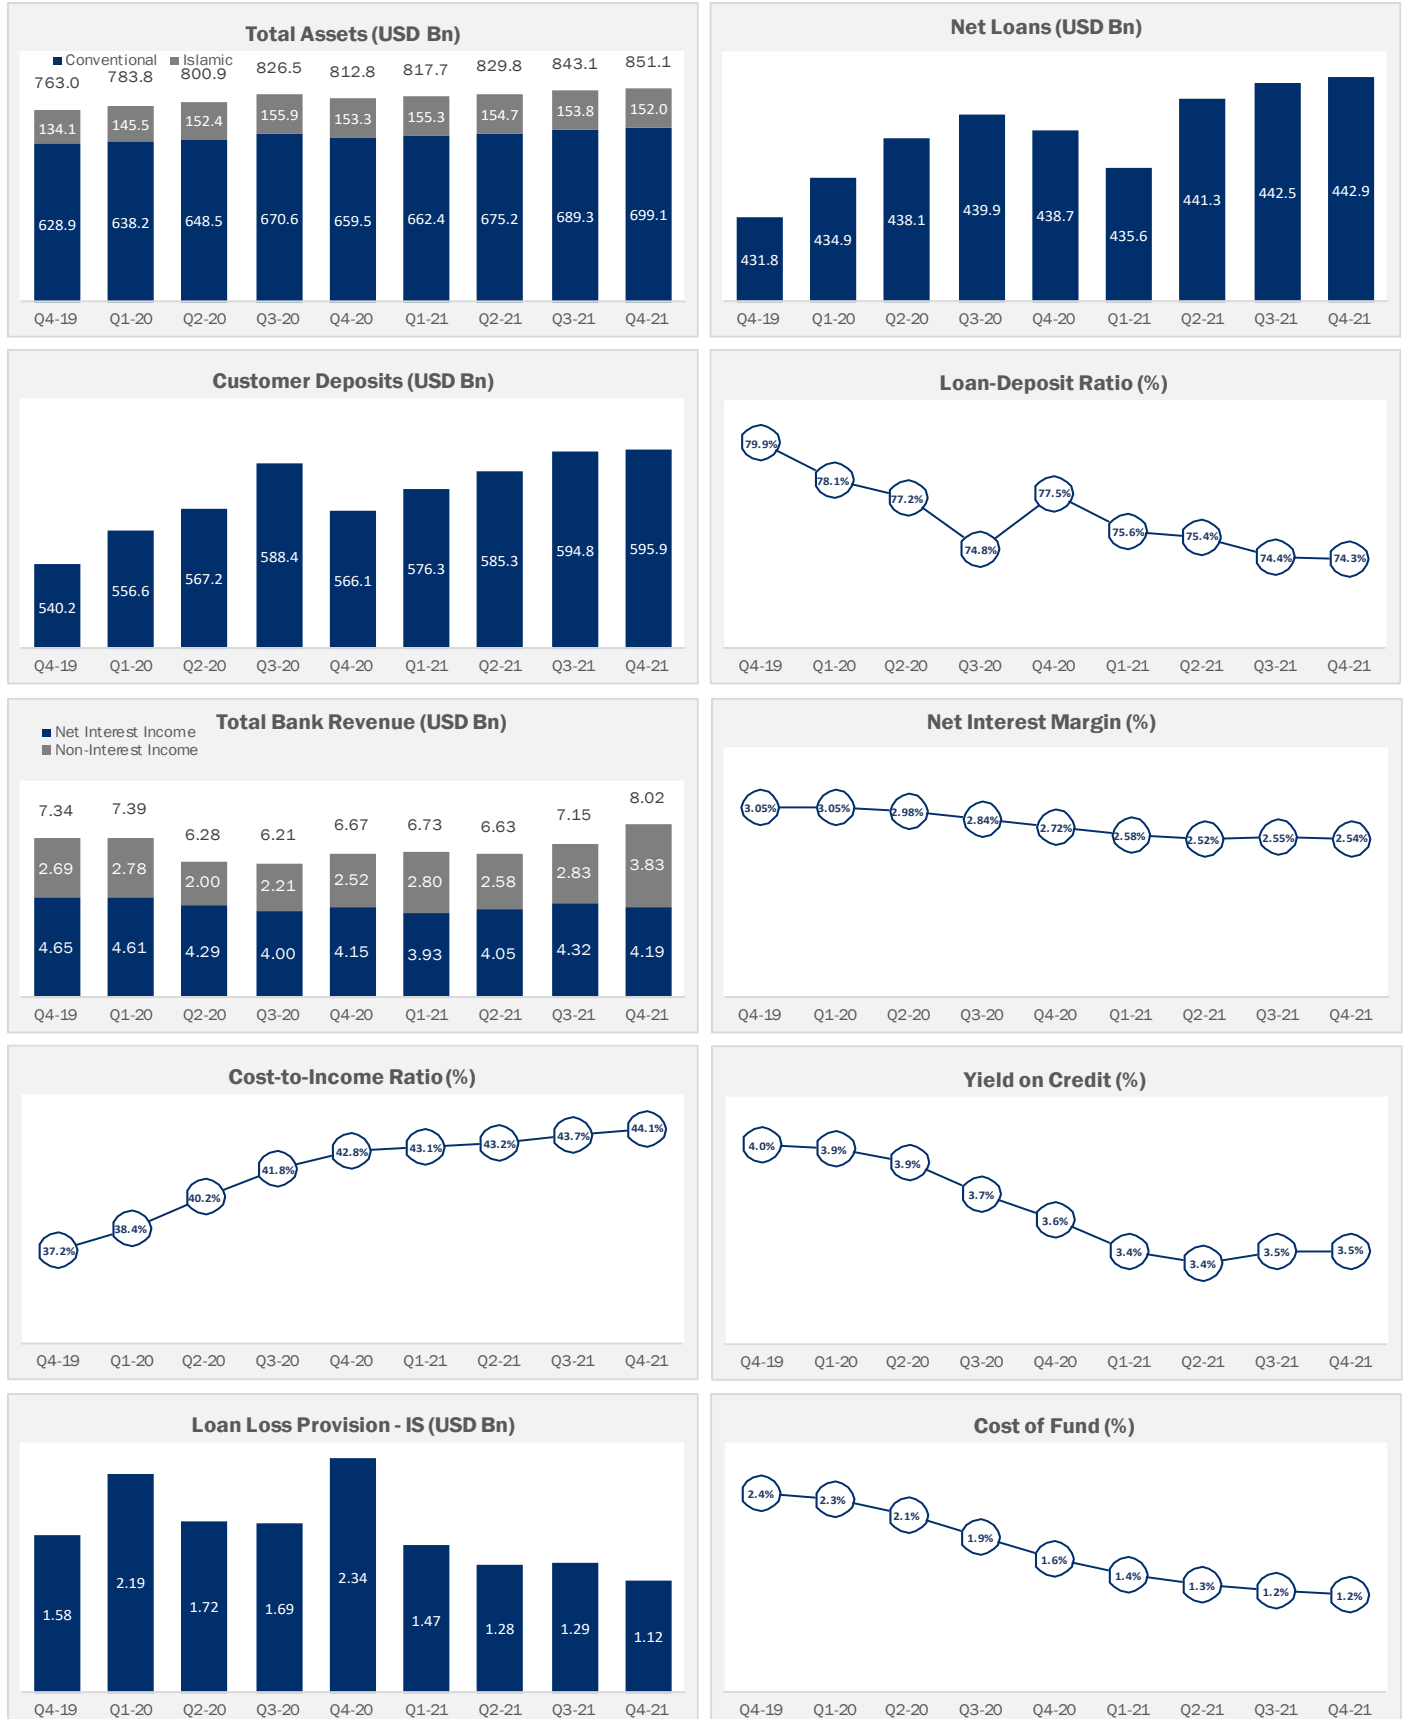 Total Assets (USD Bn)
Conventional Islamic
763.0 783.8 800.9 826.5 812.8 817.7 829.8 843.1 851.1
134.1 145.5 152.4 155.9 153.3 155.3 154.7 153.8 152.0
628.9 638.2 648.5 670.6 659.5 662.4 675.2 689.3 699.1
Q4-19 Q1-20 Q2-20 Q3-20 Q4-20 Q1-21 Q2-21 Q3-21 Q4-21
Net Loans (USD Bn)
431.8 434.9 438.1 439.9 438.7 435.6 441.3 442.5 442.9
Q4-19 Q1-20 Q2-20 Q3-20 Q4-20 Q1-21 Q2-21 Q3-21 Q4-21
Customer Deposits (USD Bn)
540.2 556.6 567.2 588.4 566.1 576.3 585.3 594.8 595.9
Q4-19 Q1-20 Q2-20 Q3-20 Q4-20 Q1-21 Q2-21 Q3-21 Q4-21
Loan-Deposit Ratio (%)
79.9% 78.1% 77.2% 74.8% 77.5% 75.6% 75.4% 74.4% 74.3%
Q4-19 Q1-20 Q2-20 Q3-20 Q4-20 Q1-21 Q2-21 Q3-21 Q4-21
Total Bank Revenue (USD Bn)
Net Interest Income
Non-Interest Income
7.34 7.39 6.28 6.21 6.67 6.73 6.63 7.15 8.02
2.69 2.78 2.00 2.21 2.52 2.80 2.58 2.83 3.83
4.65 4.61 4.29 4.00 4.15 3.93 4.05 4.32 4.19
Q4-19 Q1-20 Q2-20 Q3-20 Q4-20 Q1-21 Q2-21 Q3-21 Q4-21
Net Interest Margin (%)
3.05% 3.05% 2.98% 2.84% 2.72% 2.58% 2.52% 2.55% 2.54%
Q4-19 Q1-20 Q2-20 Q3-20 Q4-20 Q1-21 Q2-21 Q3-21 Q4-21
Cost-to-Income Ratio (%)
37.2% 38.4% 40.2% 41.8% 42.8% 43.1% 43.2% 43.7% 44.1%
Q4-19 Q1-20 Q2-20 Q3-20 Q4-20 Q1-21 Q2-21 Q3-21 Q4-21
Yield on Credit (%)
4.0% 3.9% 3.9% 3.7% 3.6% 3.4% 3.4% 3.5% 3.5%
Q4-19 Q1-20 Q2-20 Q3-20 Q4-20 Q1-21 Q2-21 Q3-21 Q4-21
Loan Loss Provision - IS (USD Bn)
1.58 2.19 1.72 1.69 2.34 1.47 1.28 1.29 1.12
Q4-19 Q1-20 Q2-20 Q3-20 Q4-20 Q1-21 Q2-21 Q3-21 Q4-21
Cost of Fund (%)
2.4% 2.3% 2.1% 1.9% 1.6% 1.4% 1.3% 1.2% 1.2%
Q4-19 Q1-20 Q2-20 Q3-20 Q4-20 Q1-21 Q2-21 Q3-21 Q4-21